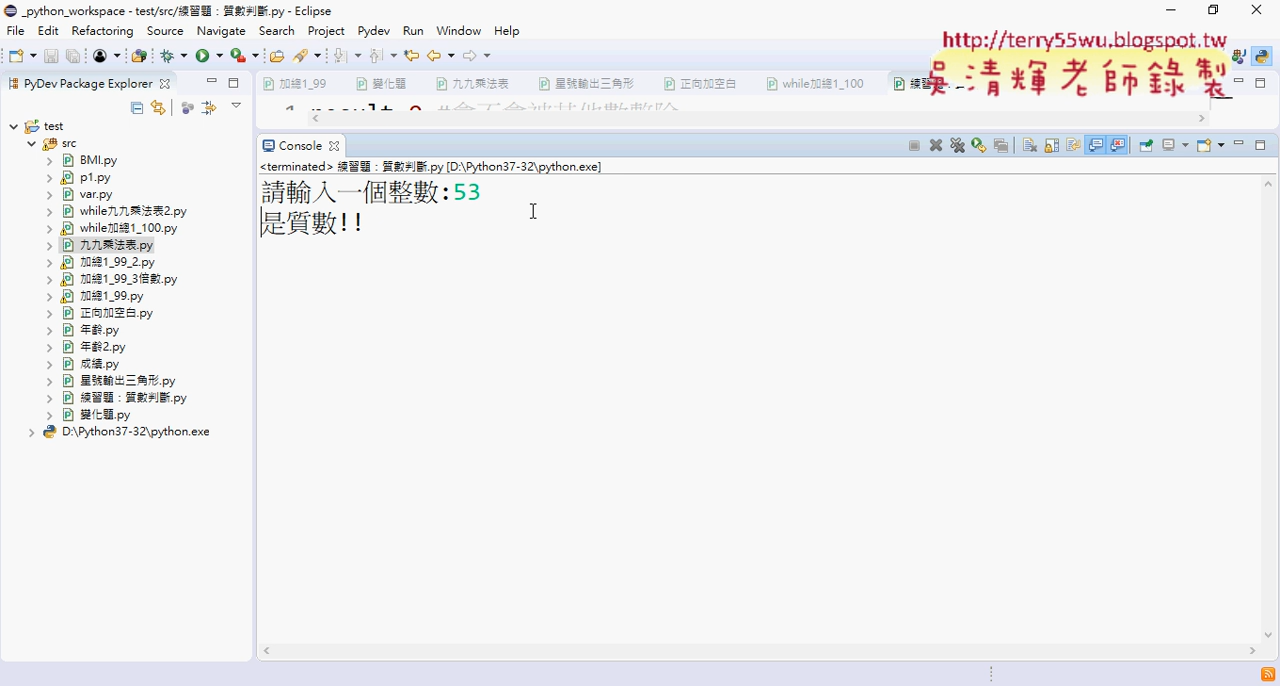 _python_workspace - test/src/練習題：質數判斷.py - Eclipse
File Edit Refactoring Source Navigate Search Project Pydev Run Window Help
http://terry55wu.blogspot.tw
吳清輝老師錄製
PyDev Package Explorer
加總1_99 變化題 九九乘法表 星號輸出三角形 正向加空白 while加總1_100
test
src
BMI.py
p1.py
var.py
while九九乘法表2.py
while加總1_100.py
九九乘法表.py
加總1_99_2.py
加總1_99_3倍數.py
加總1_99.py
正向加空白.py
年齡.py
年齡2.py
成績.py
星號輸出三角形.py
練習題：質數判斷.py
變化題.py
D:\Python37-32\python.exe
Console
<terminated> 練習題：質數判斷.py [D:\Python37-32\python.exe]
請輸入一個整數:53
是質數!!